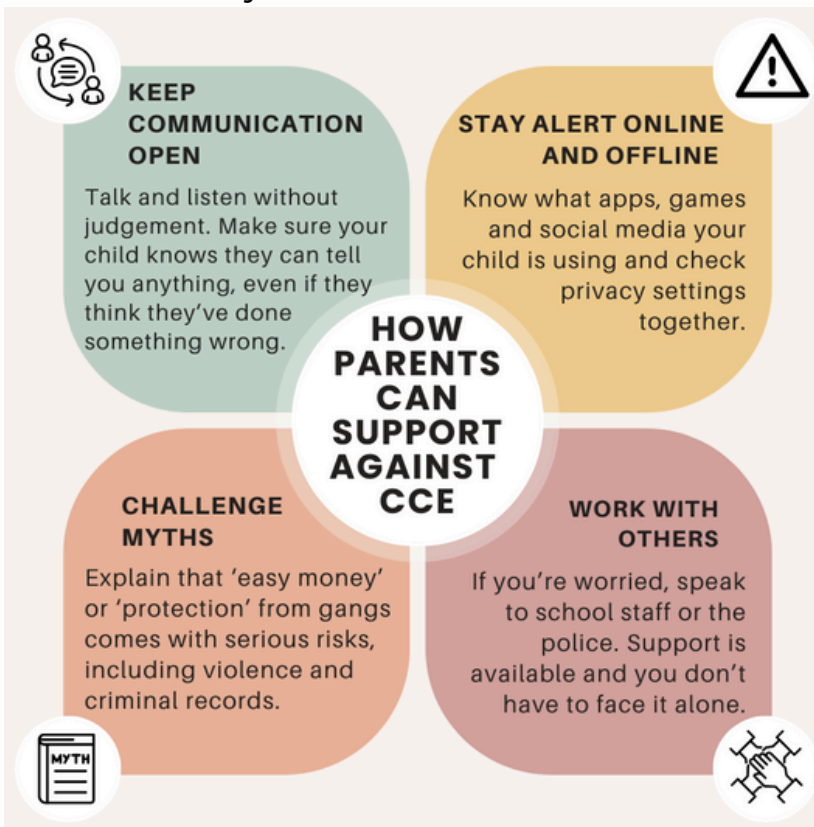 KEEP
COMMUNICATION
OPEN
Talk and listen without
judgement. Make sure your
child knows they can tell
you anything, even if they
think they've done
something wrong.
STAY ALERT ONLINE
AND OFFLINE
Know what apps, games
and social media your
child is using and check
privacy settings
together.
HOW
PARENTS
CAN
SUPPORT
AGAINST
CCE
CHALLENGE
MYTHS
Explain that ‘easy money’
or ‘protection’ from gangs
comes with serious risks,
including violence and
criminal records.
MYTH
WORK WITH
OTHERS
If you're worried, speak
to school staff or the
police. Support is
available and you don't
have to face it alone.